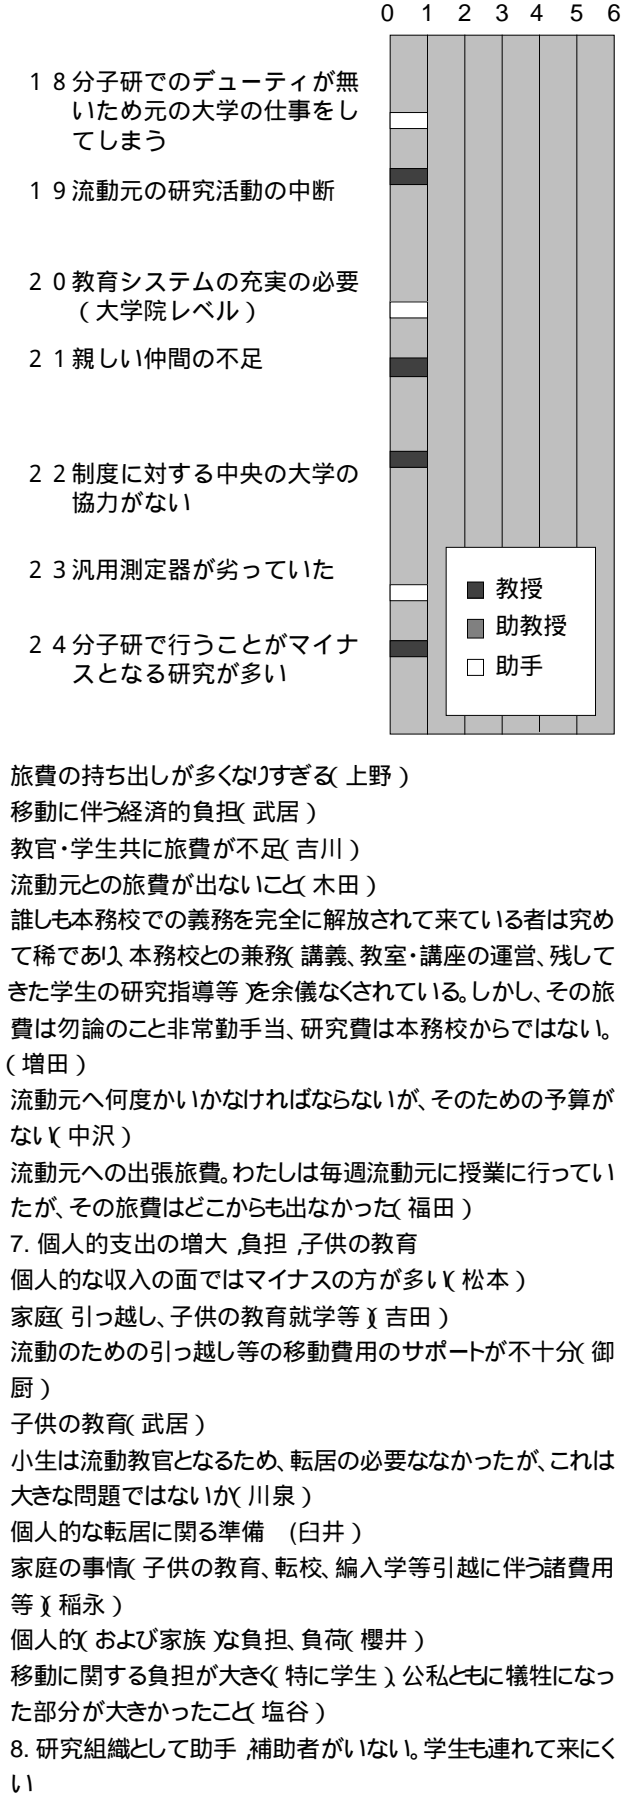 0 1 2 3 4 5 6
18分子研でのデューティが無
いため元の大学の仕事をし
てしまう
19流動元の研究活動の中断
20教育システムの充実の必要
(大学院レベル)
21親しい仲間の不足
22制度に対する中央の大学の
協力がない
23汎用測定器が劣っていた
24分子研で行うことがマイナ
スとなる研究が多い
教授
助教授
助手
旅費の持ち出しが多くなりすぎる(上野)
移動に伴う経済的負担(武居)
教官・学生共に旅費が不足(吉川)
流動元との旅費が出ないこと(木田)
誰しも本務校での義務を完全に解放されて来ている者は究め
て稀であり、本務校との兼務(講義、教室・講座の運営、残して
きた学生の研究指導等)を余儀なくされている。しかし、その旅
費は勿論のこと非常勤手当、研究費は本務校からではない。
(増田)
流動元へ何度かいかなければならないが、そのための予算が
ない(中沢)
流動元への出張旅費。わたしは毎週流動元に授業に行ってい
たが、その旅費はどこからも出なかった(福田)
7. 個人的支出の増大,負担,子供の教育
個人的な収入の面ではマイナスの方が多い(松本)
家庭(引っ越し、子供の教育就学等)(吉田)
流動のための引っ越し等の移動費用のサポートが不十分(御
厨)
子供の教育(武居)
小生は流動教官となるため、転居の必要ななかったが、これは
大きな問題ではないか(川泉)
個人的な転居に関る準備 (臼井)
家庭の事情(子供の教育、転校、編入学等引越に伴う諸費用
等)(稲永)
個人的(および家族)な負担、負荷(櫻井)
移動に関する負担が大きく(特に学生)、公私ともに犠牲になっ
た部分が大きかったこと(塩谷)
8. 研究組織として助手,補助者がいない。学生も連れて来にく
い